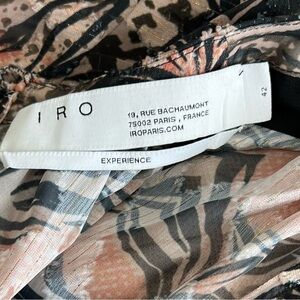 IRO
19, RUE BACHAUMONT
75002 PARIS , FRANCE
IROPARIS.COM
42
EXPERIENCE